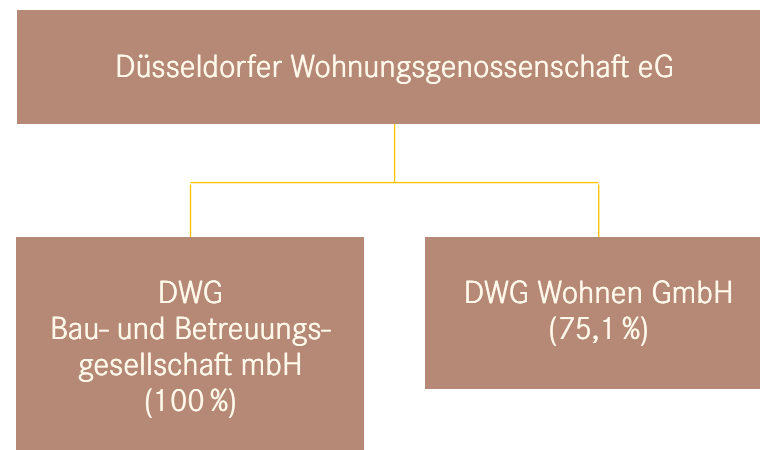 Düsseldorfer Wohnungsgenossenschaft eG
DWG
Bau- und Betreuungs-
gesellschaft mbH
(100 %)
DWG Wohnen GmbH
(75,1 %)